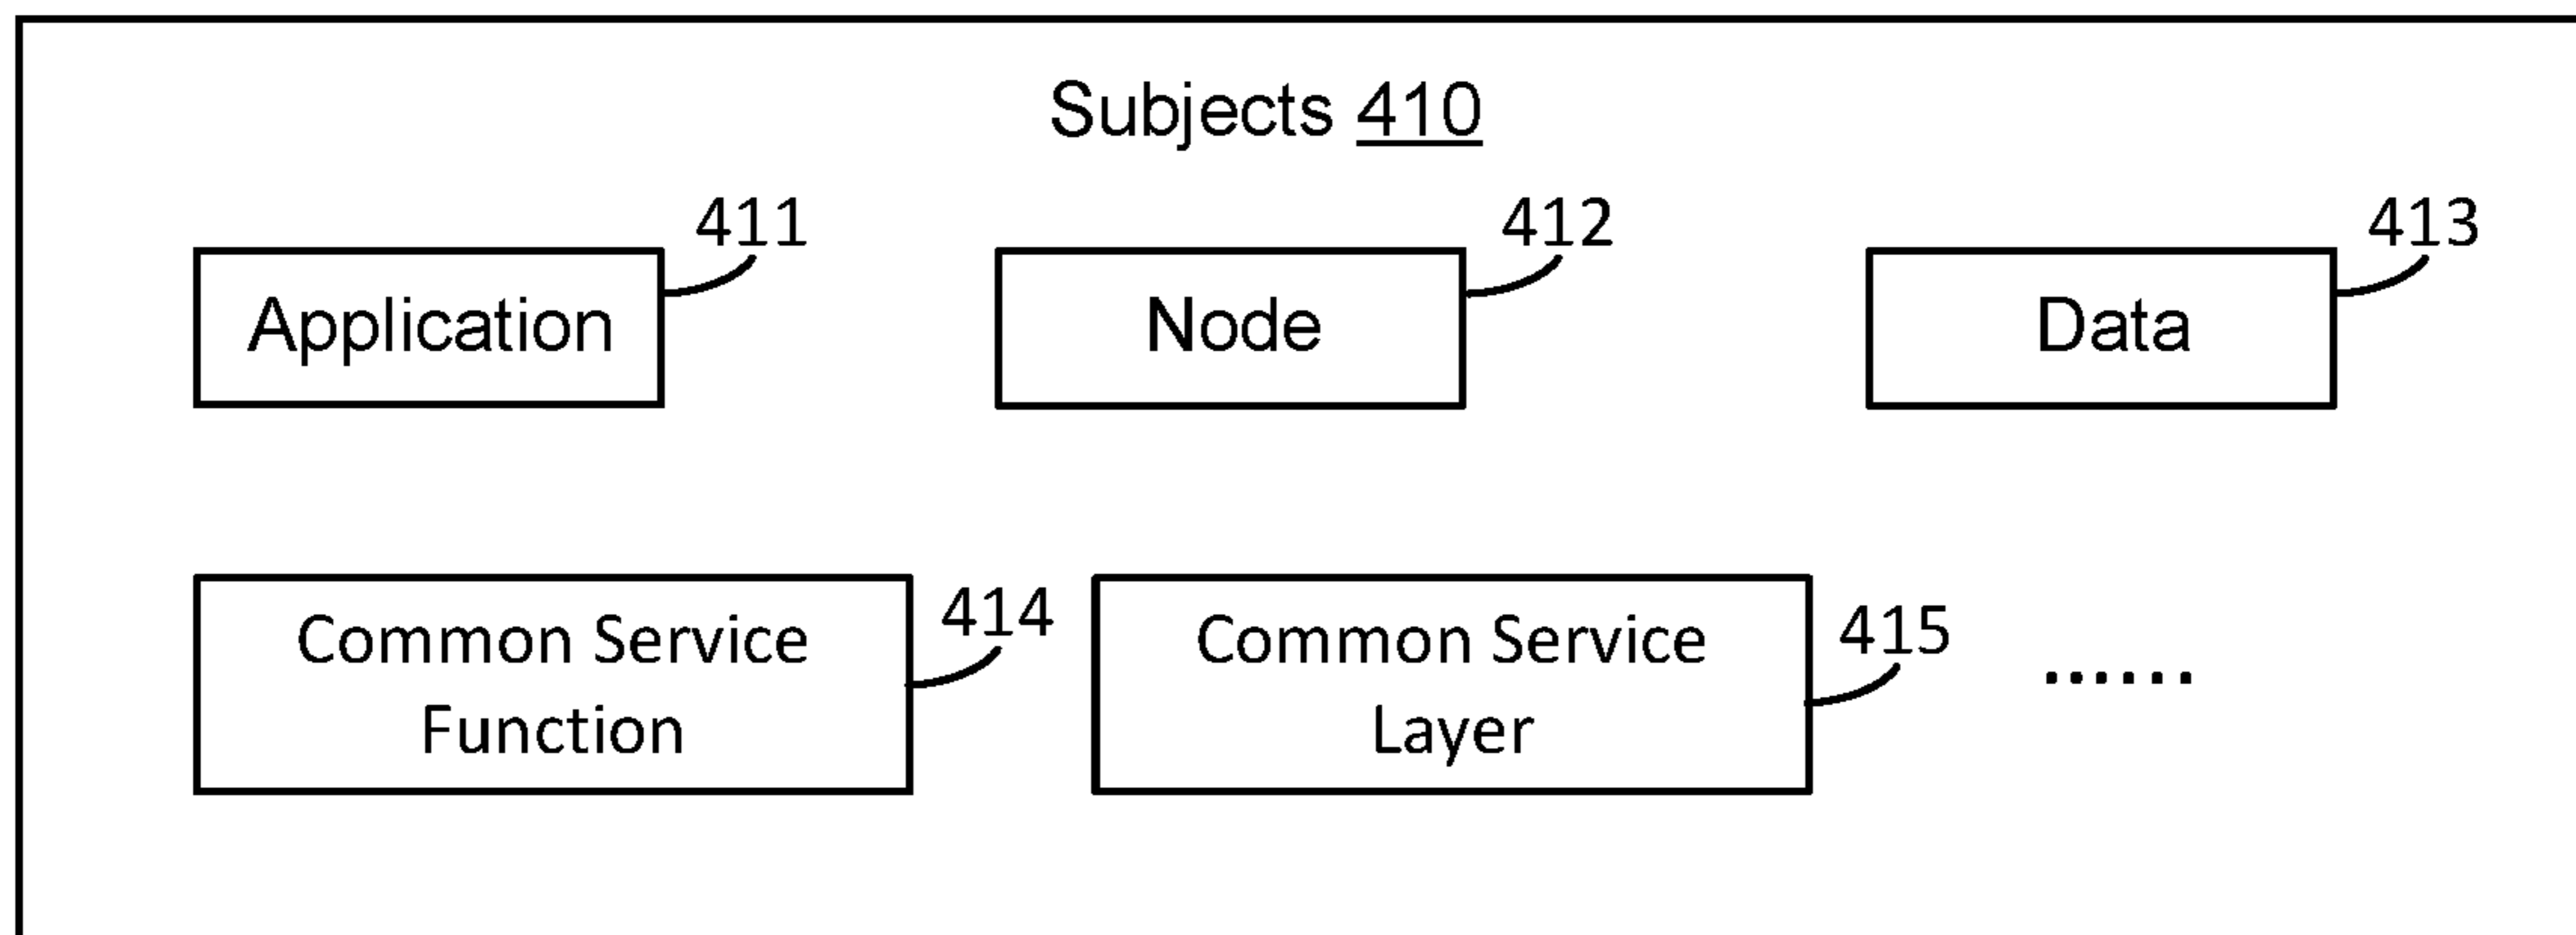 Subjects 410
411
412
413
Application
Node
Data
Common Service
Function
414
Common Service
Layer
415
......